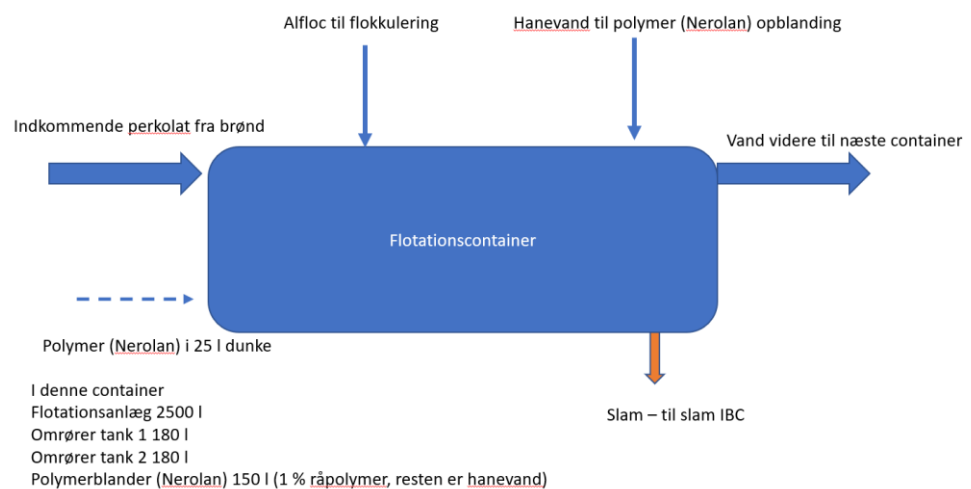 Alfloc til flokkulering
Hanevand til polymer (Nerolan) opblanding
Indkommende perkolat fra brønd
Vand videre til næste container
Flotationscontainer
Polymer (Nerolan) i 25 l dunke
I denne container
Flotationsanlæg 2500 l
Omrører tank 1 180 l
Omrører tank 2 180 l
Polymerblander (Nerolan) 150 l (1 % råpolymer, resten er hanevand)
Slam – til slam IBC